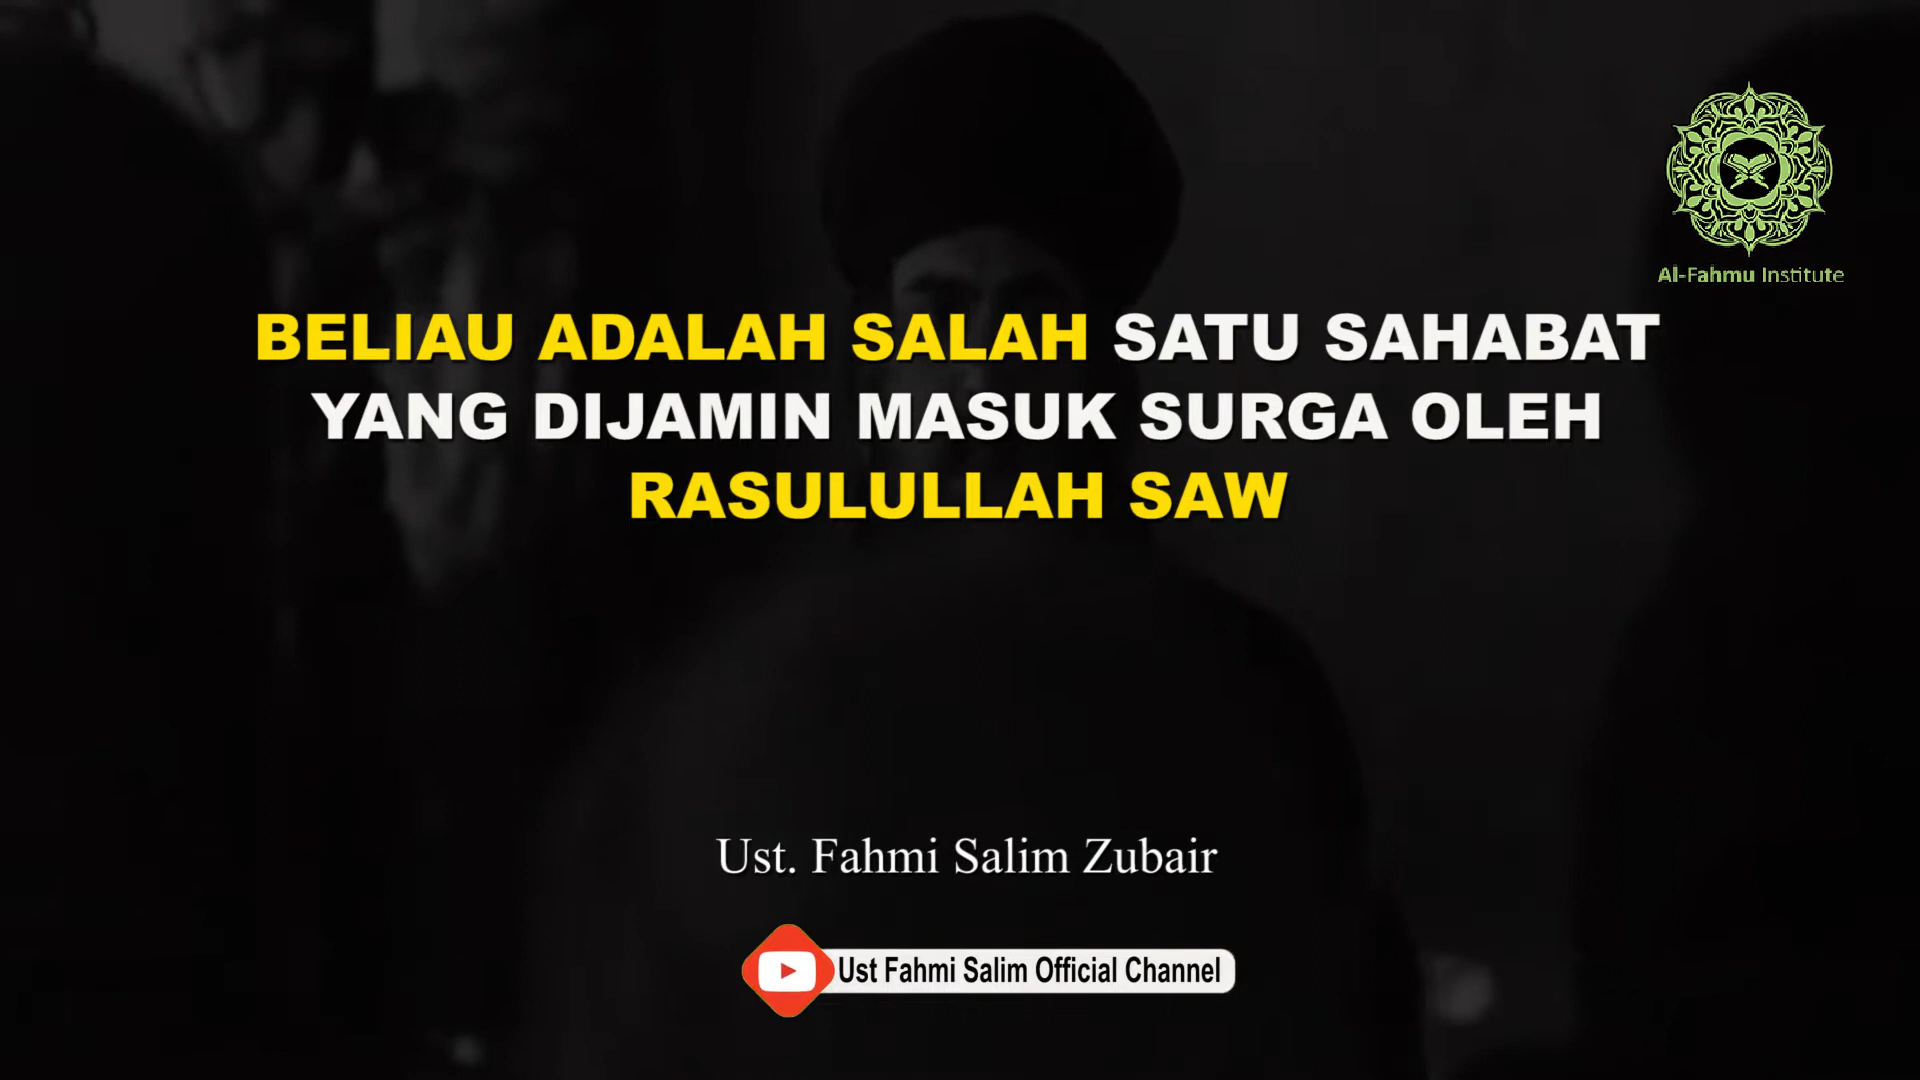 Al-Fahmu Institute
BELIAU ADALAH SALAH SATU SAHABAT
YANG DIJAMIN MASUK SURGA OLEH
RASULULLAH SAW
Ust. Fahmi Salim Zubair
Ust Fahmi Salim Official Channel